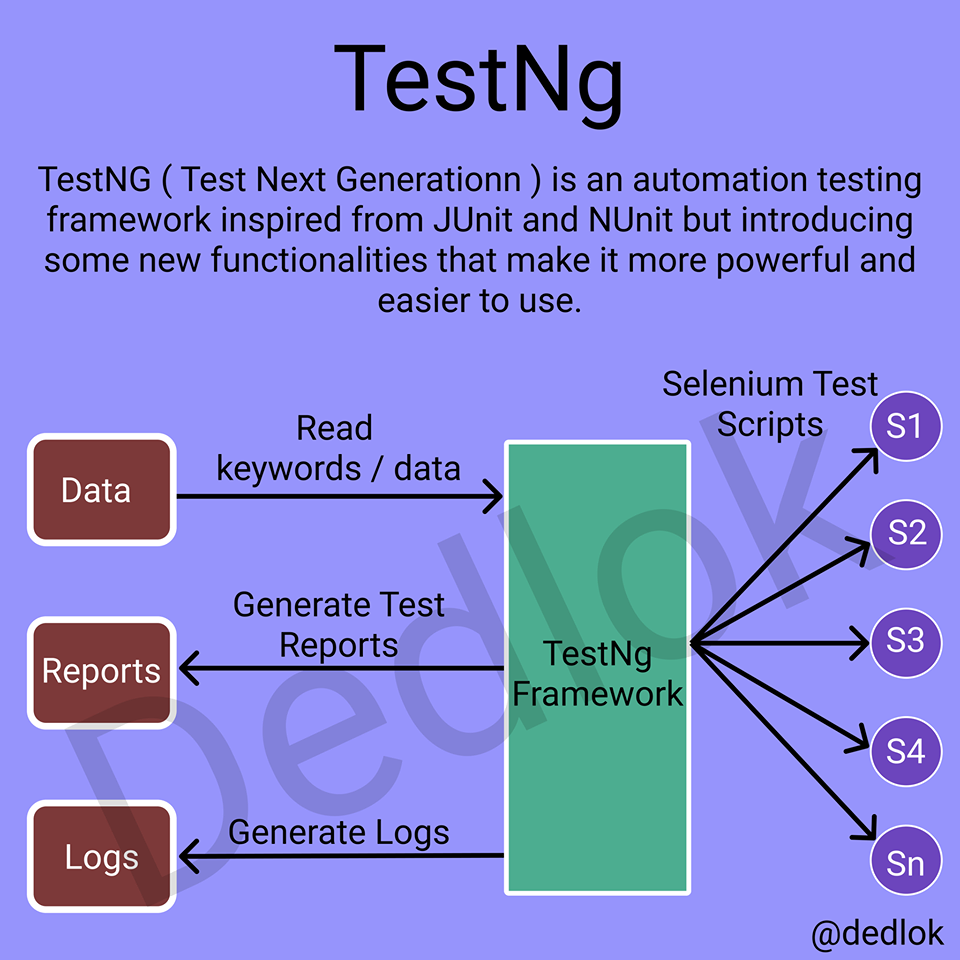 TestNg
TestNG ( Test Next Generationn ) is an automation testing
framework inspired from JUnit and NUnit but introducing
some new functionalities that make it more powerful and
easier to use.
Selenium Test
Scripts
Read
keywords / data
Data
Generate Test
Reports
Reports
Generate Logs
Logs
TestNg
Framework
S1
S2
S3
S4
Sn
Dedlok
@dedlok